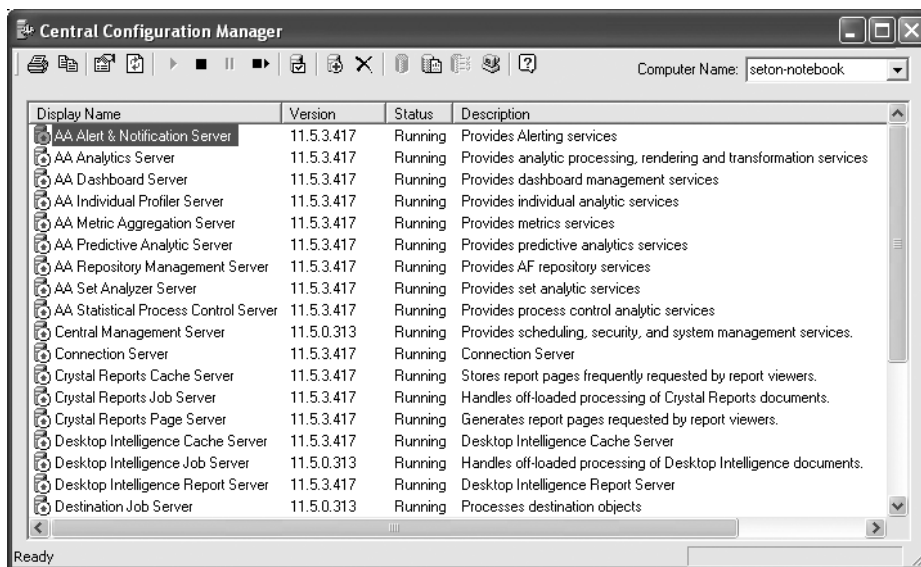 Central Configuration Manager
Computer Name: seton-notebook
Display Name Version Status Description
AA Alert & Notification Server 11.5.3.417 Running Provides Alerting services
AA Analytics Server 11.5.3.417 Running Provides analytic processing, rendering and transformation services
AA Dashboard Server 11.5.3.417 Running Provides dashboard management services
AA Individual Profiler Server 11.5.3.417 Running Provides individual analytic services
AA Metric Aggregation Server 11.5.3.417 Running Provides metrics services
AA Predictive Analytic Server 11.5.3.417 Running Provides predictive analytics services
AA Repository Management Server 11.5.3.417 Running Provides AF repository services
AA Set Analyzer Server 11.5.3.417 Running Provides set analytic services
AA Statistical Process Control Server 11.5.3.417 Running Provides process control analytic services
Central Management Server 11.5.0.313 Running Provides scheduling, security, and system management services.
Connection Server 11.5.3.417 Running Connection Server
Crystal Reports Cache Server 11.5.3.417 Running Stores report pages frequently requested by report viewers.
Crystal Reports Job Server 11.5.3.417 Running Handles off-loaded processing of Crystal Reports documents.
Crystal Reports Page Server 11.5.3.417 Running Generates report pages requested by report viewers.
Desktop Intelligence Cache Server 11.5.3.417 Running Desktop Intelligence Cache Server
Desktop Intelligence Job Server 11.5.0.313 Running Handles off-loaded processing of Desktop Intelligence documents.
Desktop Intelligence Report Server 11.5.3.417 Running Desktop Intelligence Report Server
Destination Job Server 11.5.0.313 Running Processes destination objects
Ready